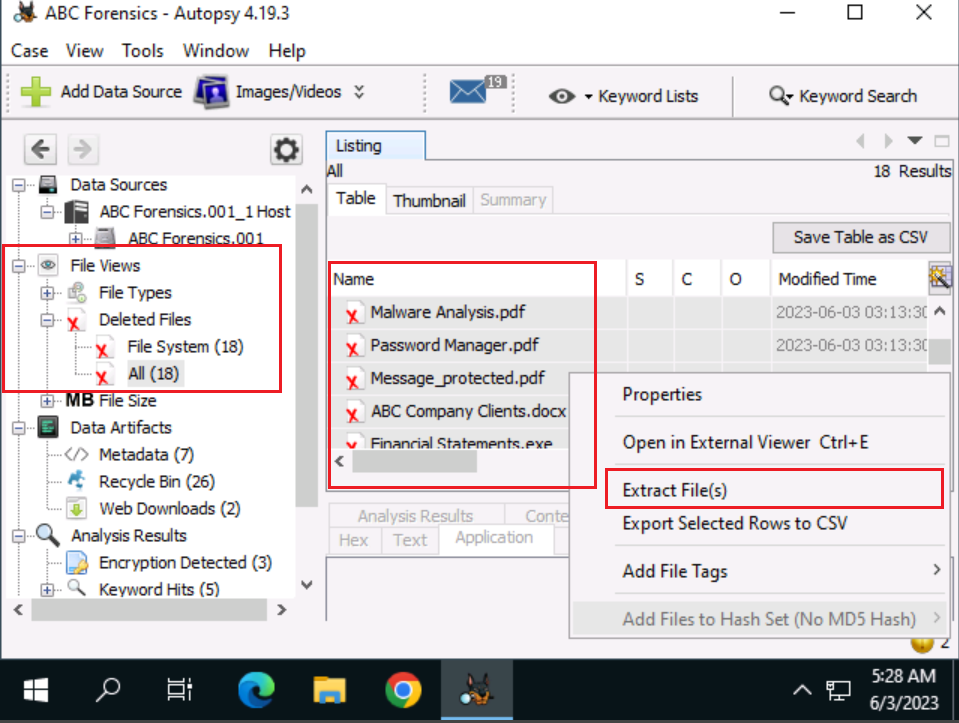 ABC Forensics - Autopsy 4.19.3
Case View Tools Window Help
Add Data Source Images/Videos 19 Keyword Lists Keyword Search
Listing
All 18 Results
Table Thumbnail Summary
Save Table as CSV
Name S C O Modified Time
Malware Analysis.pdf 2023-06-03 03:13:30
Password Manager.pdf 2023-06-03 03:13:30
Message_protected.pdf
ABC Company Clients.docx
Financial Statements.exe
Data Sources
ABC Forensics.001_1 Host
ABC Forensics.001
File Views
File Types
Deleted Files
File System (18)
All (18)
MB File Size
Data Artifacts
Metadata (7)
Recycle Bin (26)
Web Downloads (2)
Analysis Results
Encryption Detected (3)
Keyword Hits (5)
Properties
Open in External Viewer Ctrl+E
Extract File(s)
Export Selected Rows to CSV
Add File Tags
Add Files to Hash Set (No MD5 Hash)
Analysis Results Conte
Hex Text Application
2
5:28 AM
6/3/2023